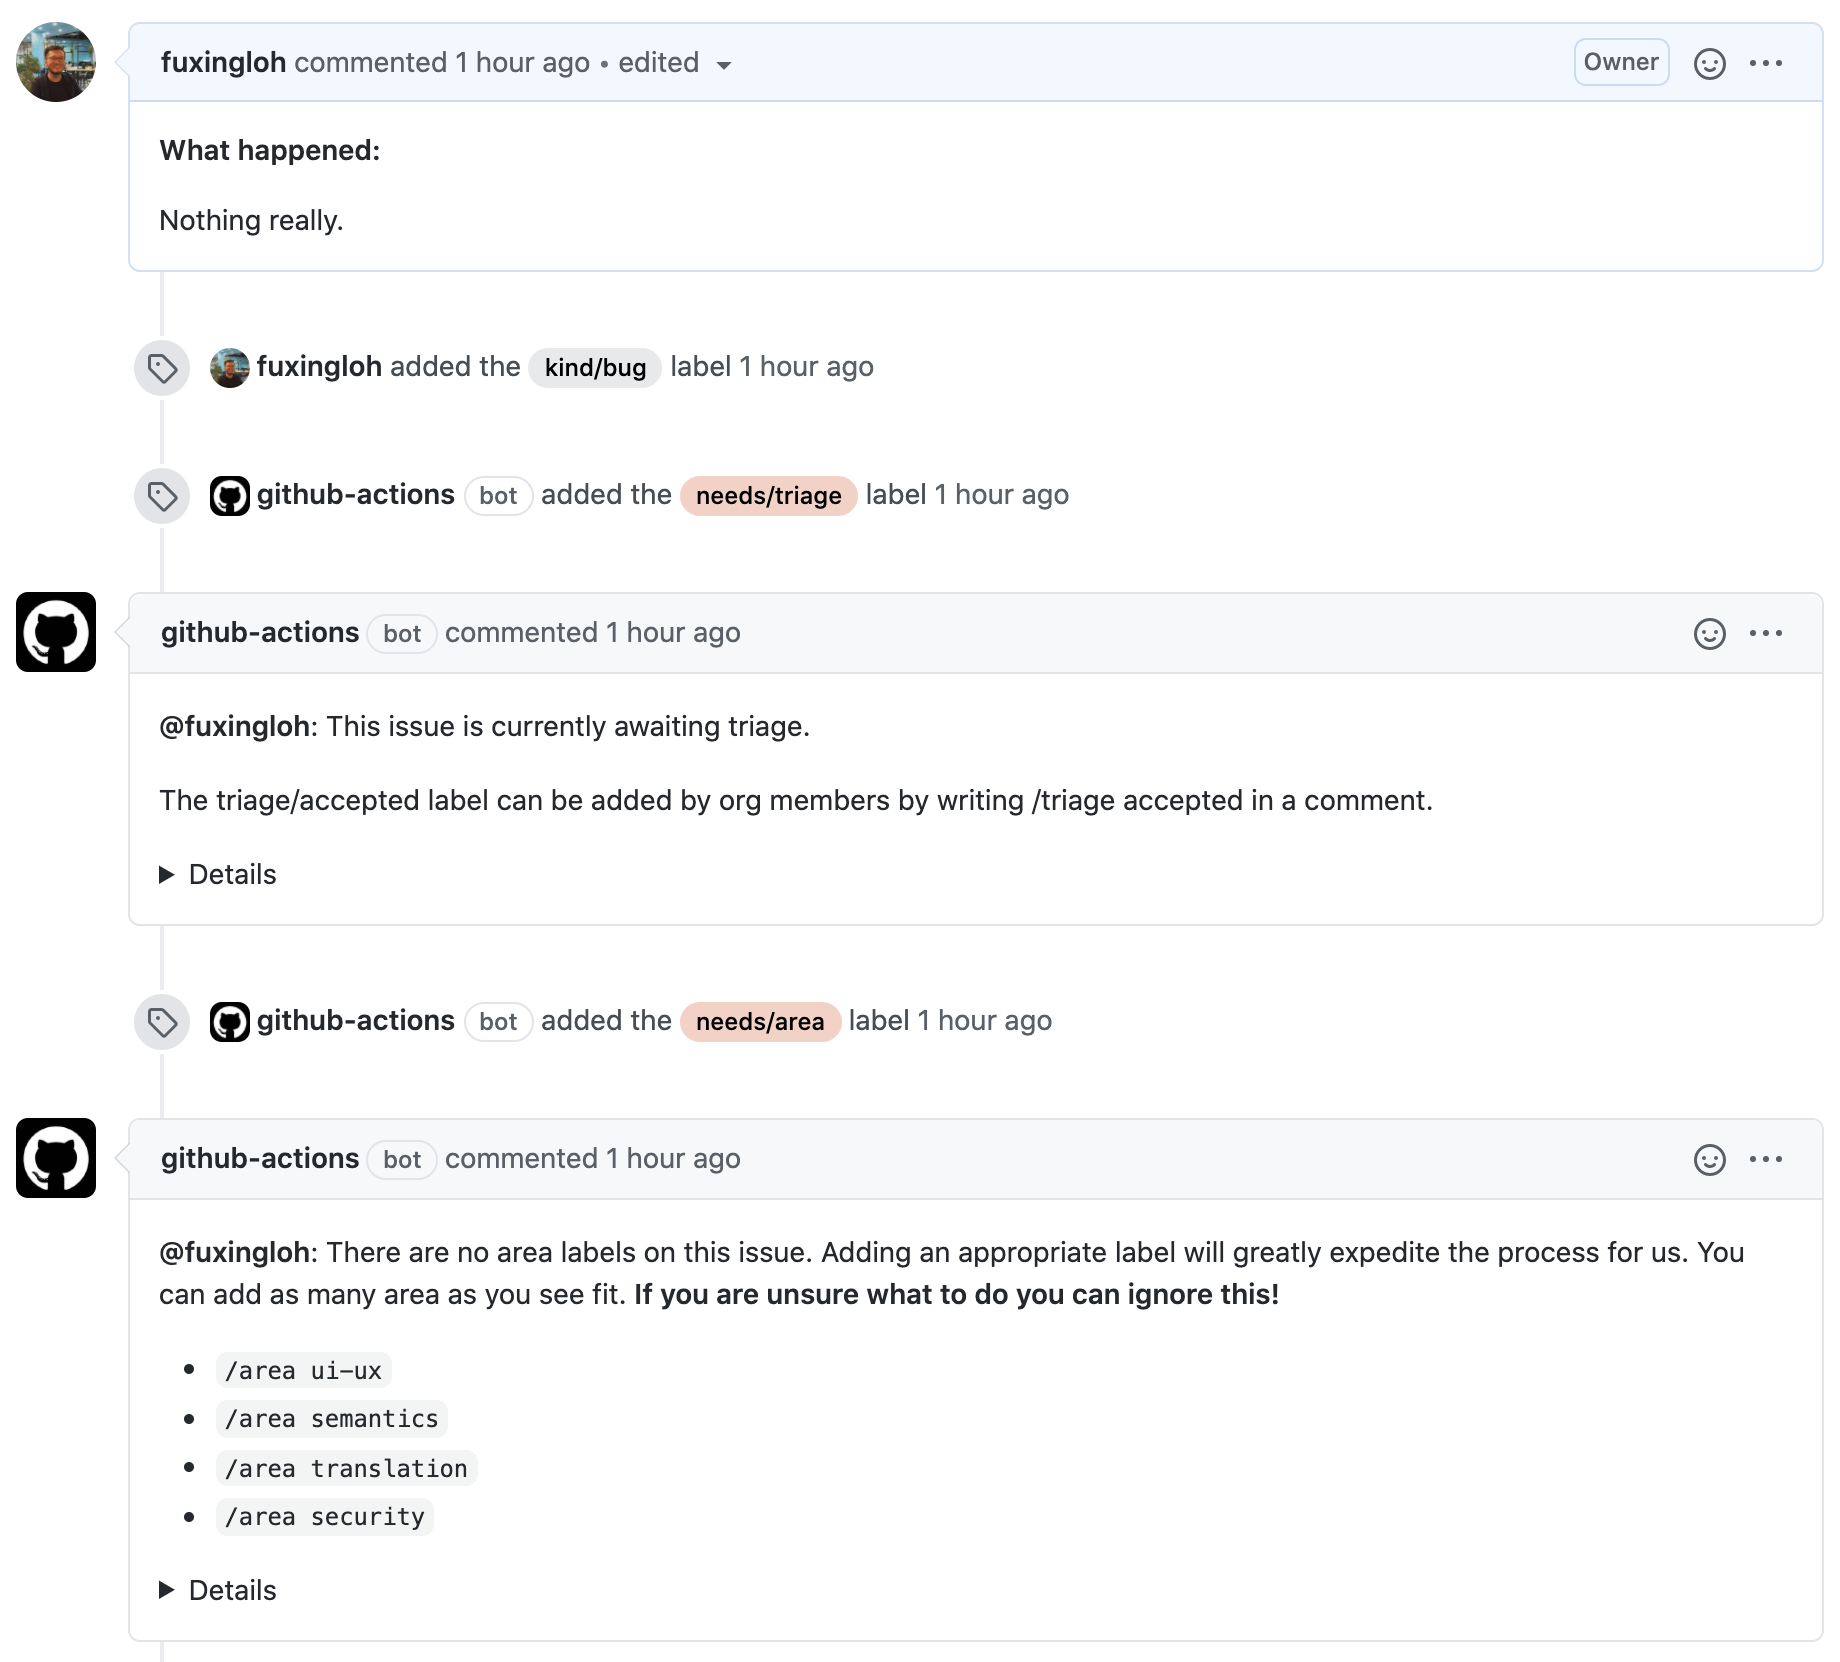 fuxingloh commented 1 hour ago • edited
Owner
What happened:
Nothing really.
fuxingloh added the kind/bug label 1 hour ago
github-actions bot added the needs/triage label 1 hour ago
github-actions bot commented 1 hour ago
@fuxingloh: This issue is currently awaiting triage.
The triage/accepted label can be added by org members by writing /triage accepted in a comment.
Details
github-actions bot added the needs/area label 1 hour ago
github-actions bot commented 1 hour ago
@fuxingloh: There are no area labels on this issue. Adding an appropriate label will greatly expedite the process for us. You
can add as many area as you see fit. If you are unsure what to do you can ignore this!
• /area ui-ux
• /area semantics
• /area translation
• /area security
Details